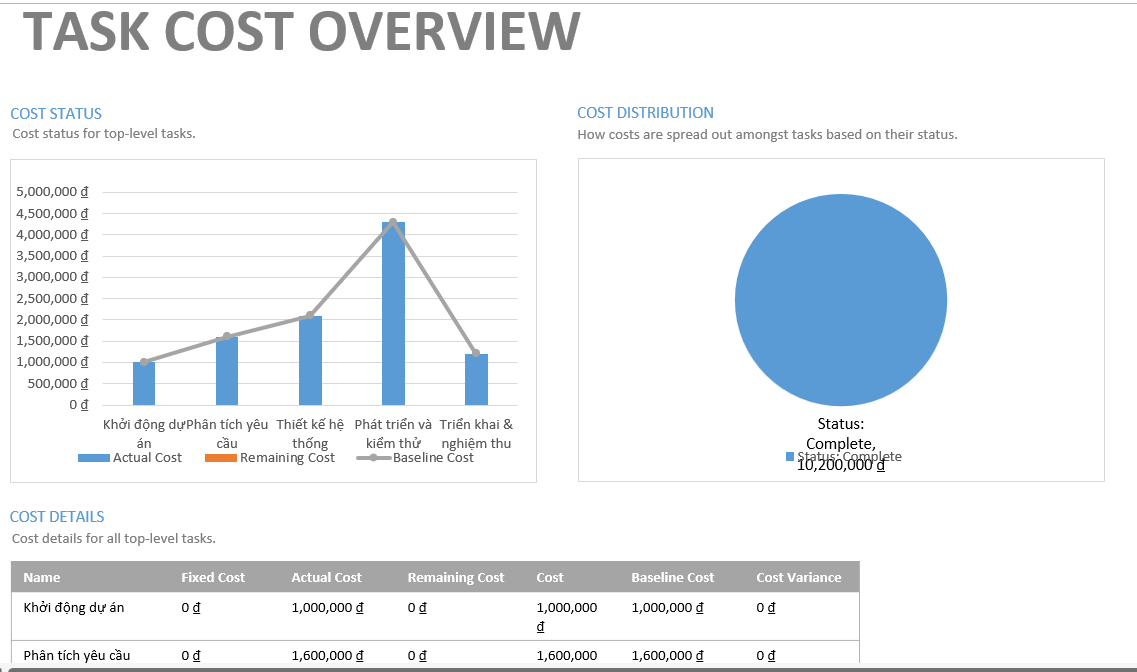 TASK COST OVERVIEW
COST STATUS
Cost status for top-level tasks.
5,000,000 ₫
4,500,000 ₫
4,000,000 ₫
3,500,000 ₫
3,000,000 ₫
2,500,000 ₫
2,000,000 ₫
1,500,000 ₫
1,000,000 ₫
500,000 ₫
0 ₫
Khởi động dự án
Phân tích yêu cầu
Thiết kế hệ thống
Phát triển và kiểm thử
Triển khai & nghiệm thu
Actual Cost Remaining Cost Baseline Cost
COST DISTRIBUTION
How costs are spread out amongst tasks based on their status.
Status:
Complete,
10,200,000 ₫
Status: Complete
COST DETAILS
Cost details for all top-level tasks.
Name Fixed Cost Actual Cost Remaining Cost Cost Baseline Cost Cost Variance
Khởi động dự án 0 ₫ 1,000,000 ₫ 0 ₫ 1,000,000 1,000,000 ₫ 0 ₫
₫
Phân tích yêu cầu 0 ₫ 1,600,000 ₫ 0 ₫ 1,600,000 1,600,000 ₫ 0 ₫